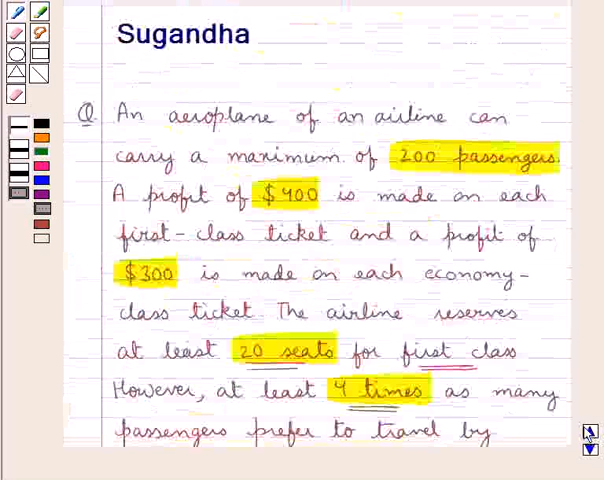 Sugandha
Q. An aeroplane of an airline can
carry a maximum of 200 passengers.
A profit of $400 is made on each
first-class ticket and a profit of
$300 is made on each economy-
class ticket. The airline reserves
at least 20 seats for first class
However, at least 4 times as many
passengers prefer to travel by